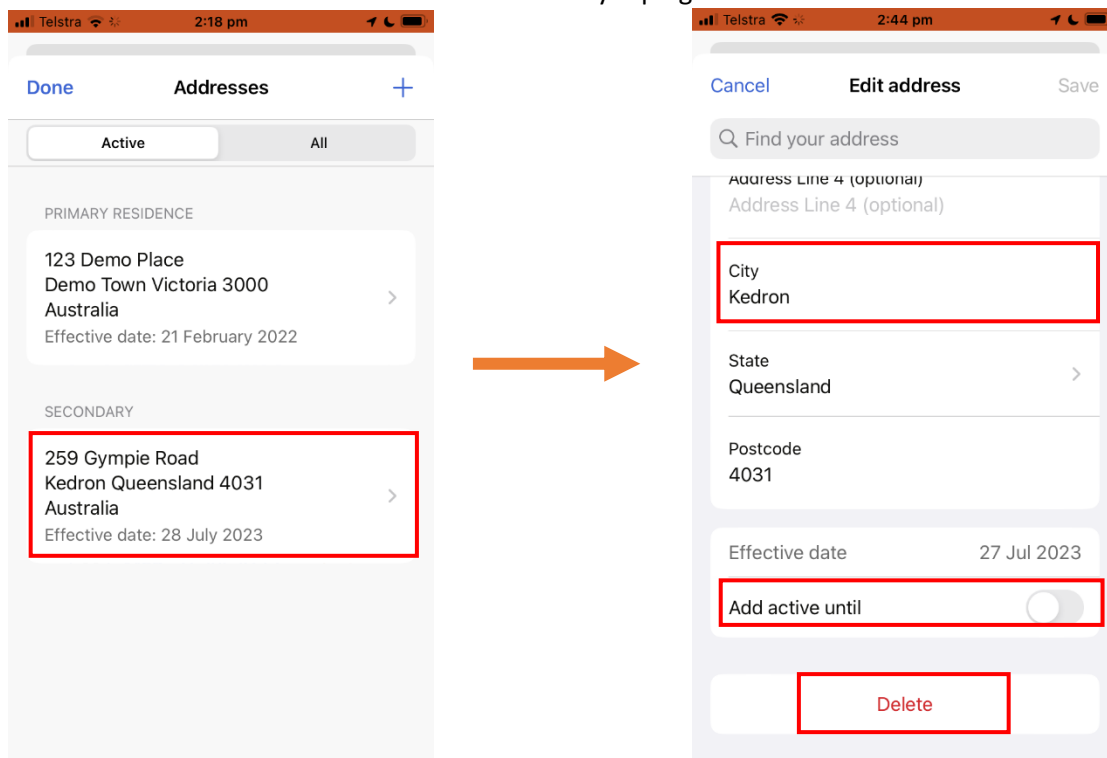 Telstra 2:18 pm
Done Addresses +
Active All
PRIMARY RESIDENCE
123 Demo Place
Demo Town Victoria 3000
Australia
Effective date: 21 February 2022
SECONDARY
259 Gympie Road
Kedron Queensland 4031
Australia
Effective date: 28 July 2023
Telstra 2:44 pm
Cancel Edit address Save
Find your address
Address Line 4 (optional)
Address Line 4 (optional)
City
Kedron
State
Queensland
Postcode
4031
Effective date 27 Jul 2023
Add active until
Delete